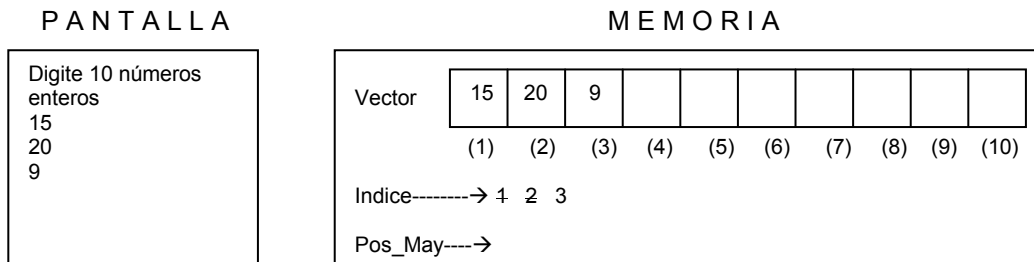 P A N T A L L A
M E M O R I A
Digite 10 números
enteros
15
20
9
Vector 15 20 9
(1) (2) (3) (4) (5) (6) (7) (8) (9) (10)
Indice--------→ 1 2 3
Pos_May----→